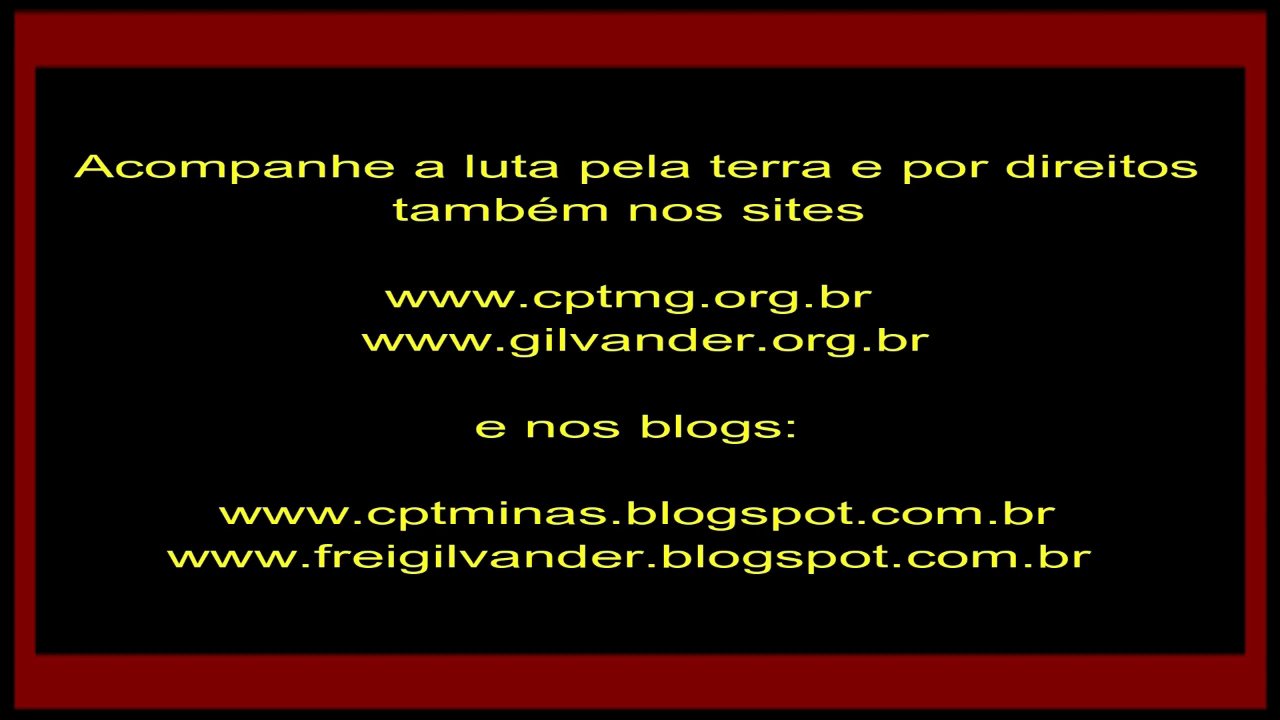 Acompanhe a luta pela terra e por direitos
também nos sites
www.cptmg.org.br
www.gilvander.org.br
e nos blogs:
www.cptminas.blogspot.com.br
www.freigilvander.blogspot.com.br